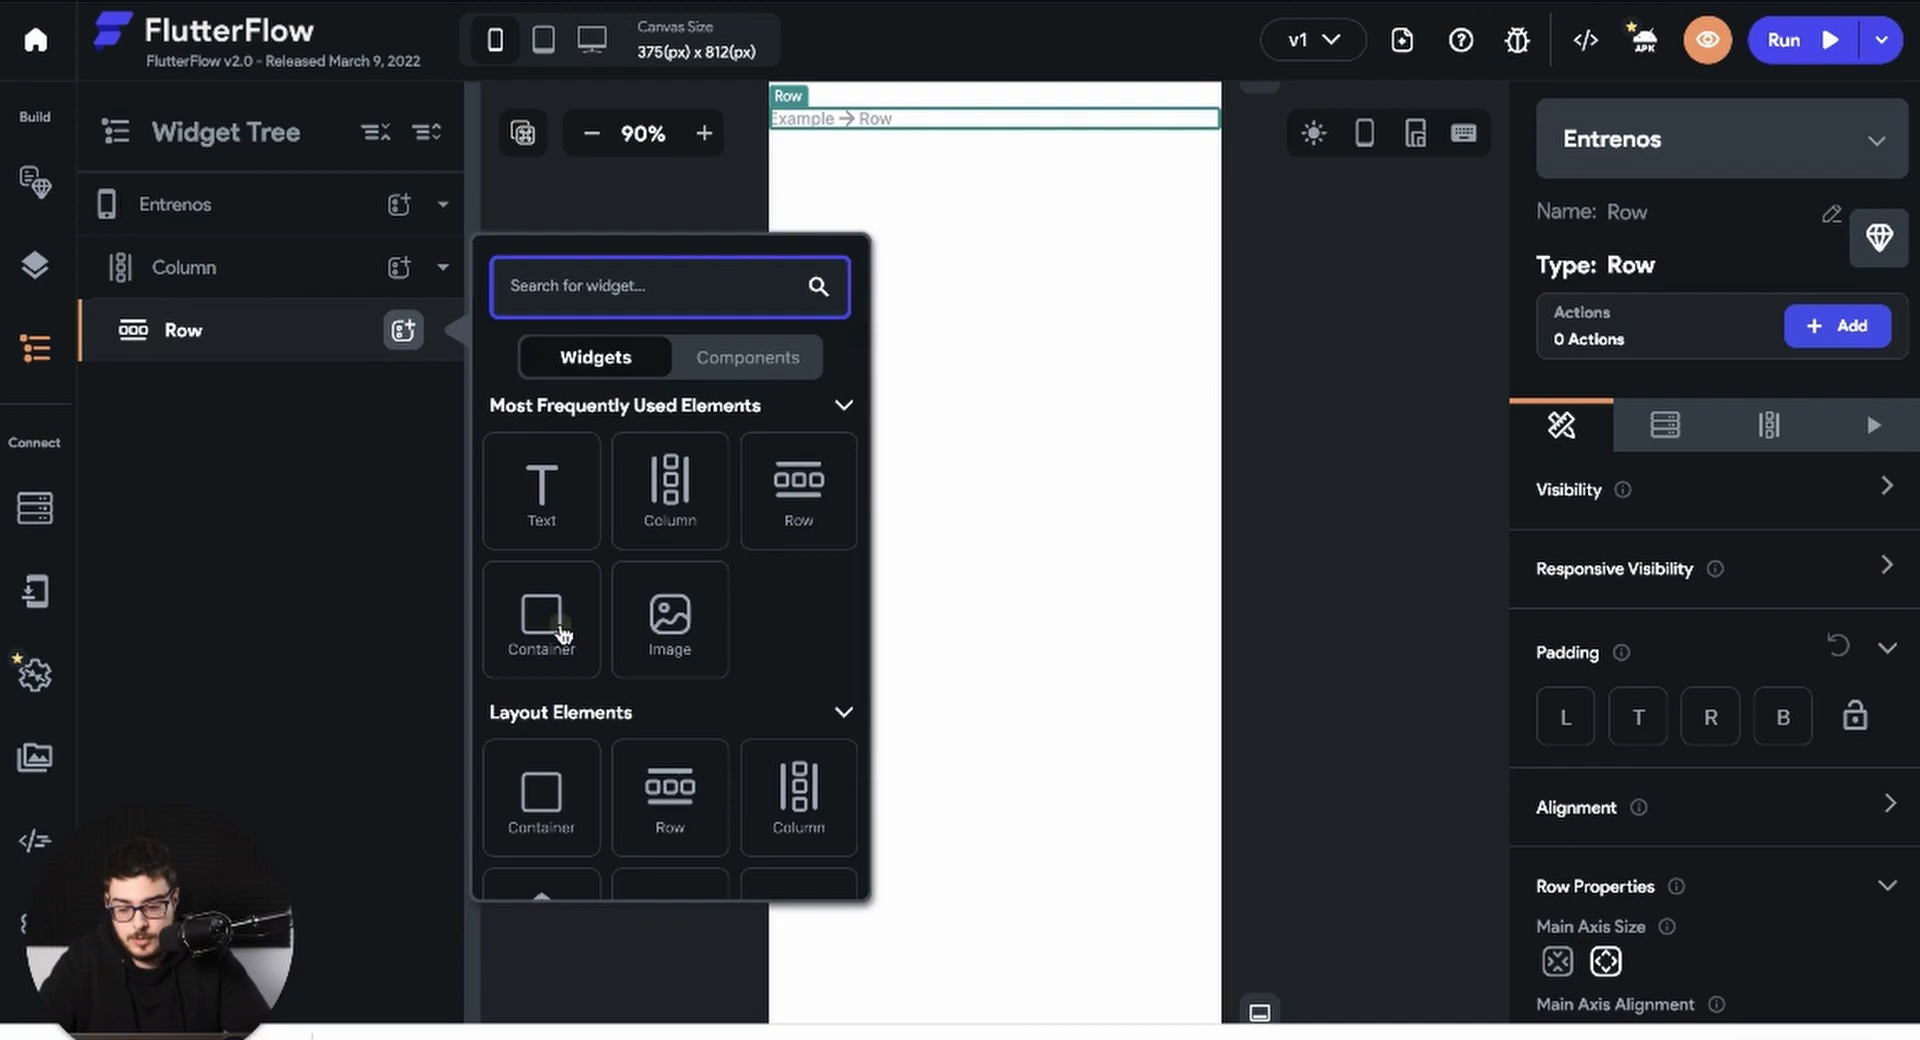 FlutterFlow
FlutterFlow v2.0 - Released March 9, 2022
Canvas Size
375(px) x 812(px)
v1
APK
Run
Build
Widget Tree
Entrenos
Column
Row
Connect
90%
Row
Example → Row
Search for widget...
Widgets
Components
Most Frequently Used Elements
Text
Column
Row
Container
Image
Layout Elements
Container
Row
Column
Entrenos
Name: Row
Type: Row
Actions
0 Actions
+ Add
Visibility
Responsive Visibility
Padding
L
T
R
B
Alignment
Row Properties
Main Axis Size
Main Axis Alignment